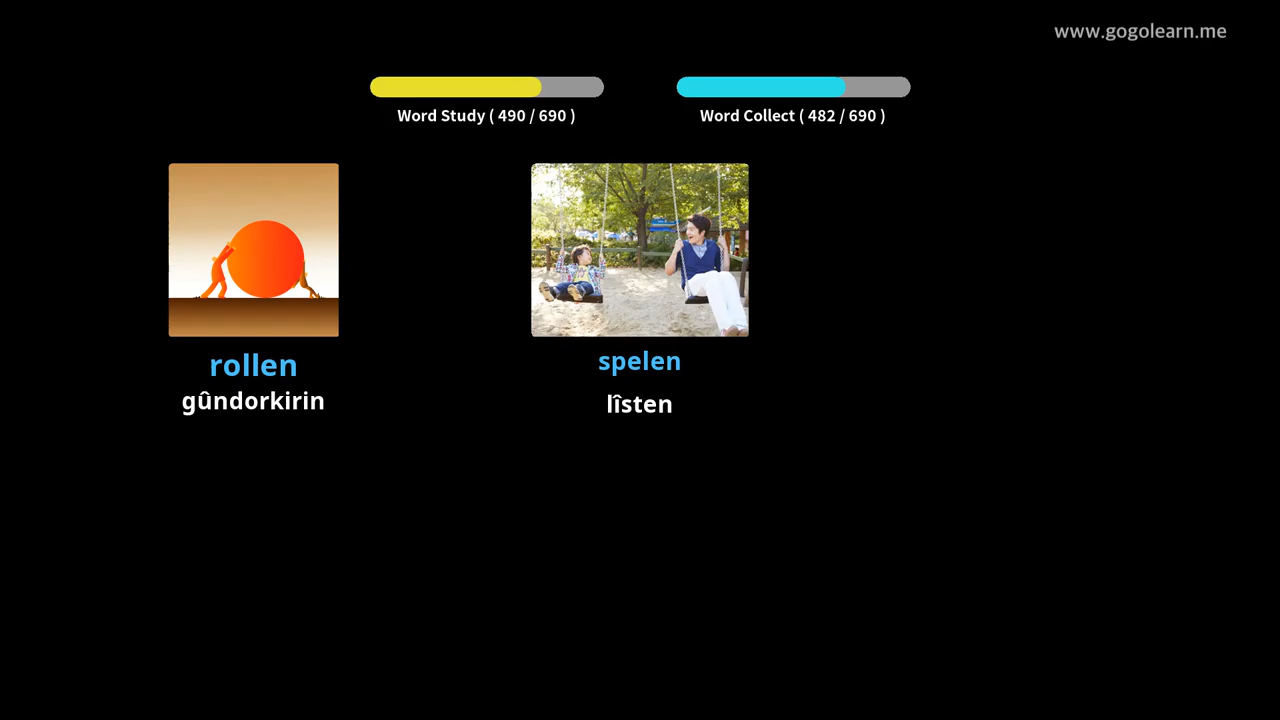 www.gogolearn.me
Word Study ( 490 / 690 )
Word Collect ( 482 / 690 )
rollen
gûndorkirin
spelen
lîsten